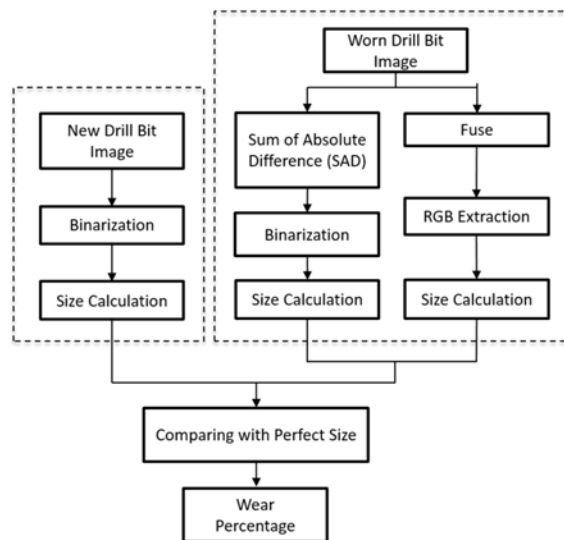 Worn Drill Bit
Image
New Drill Bit
Image
Sum of Absolute
Difference (SAD)
Fuse
Binarization
Binarization
RGB Extraction
Size Calculation
Size Calculation
Size Calculation
Comparing with Perfect Size
Wear
Percentage